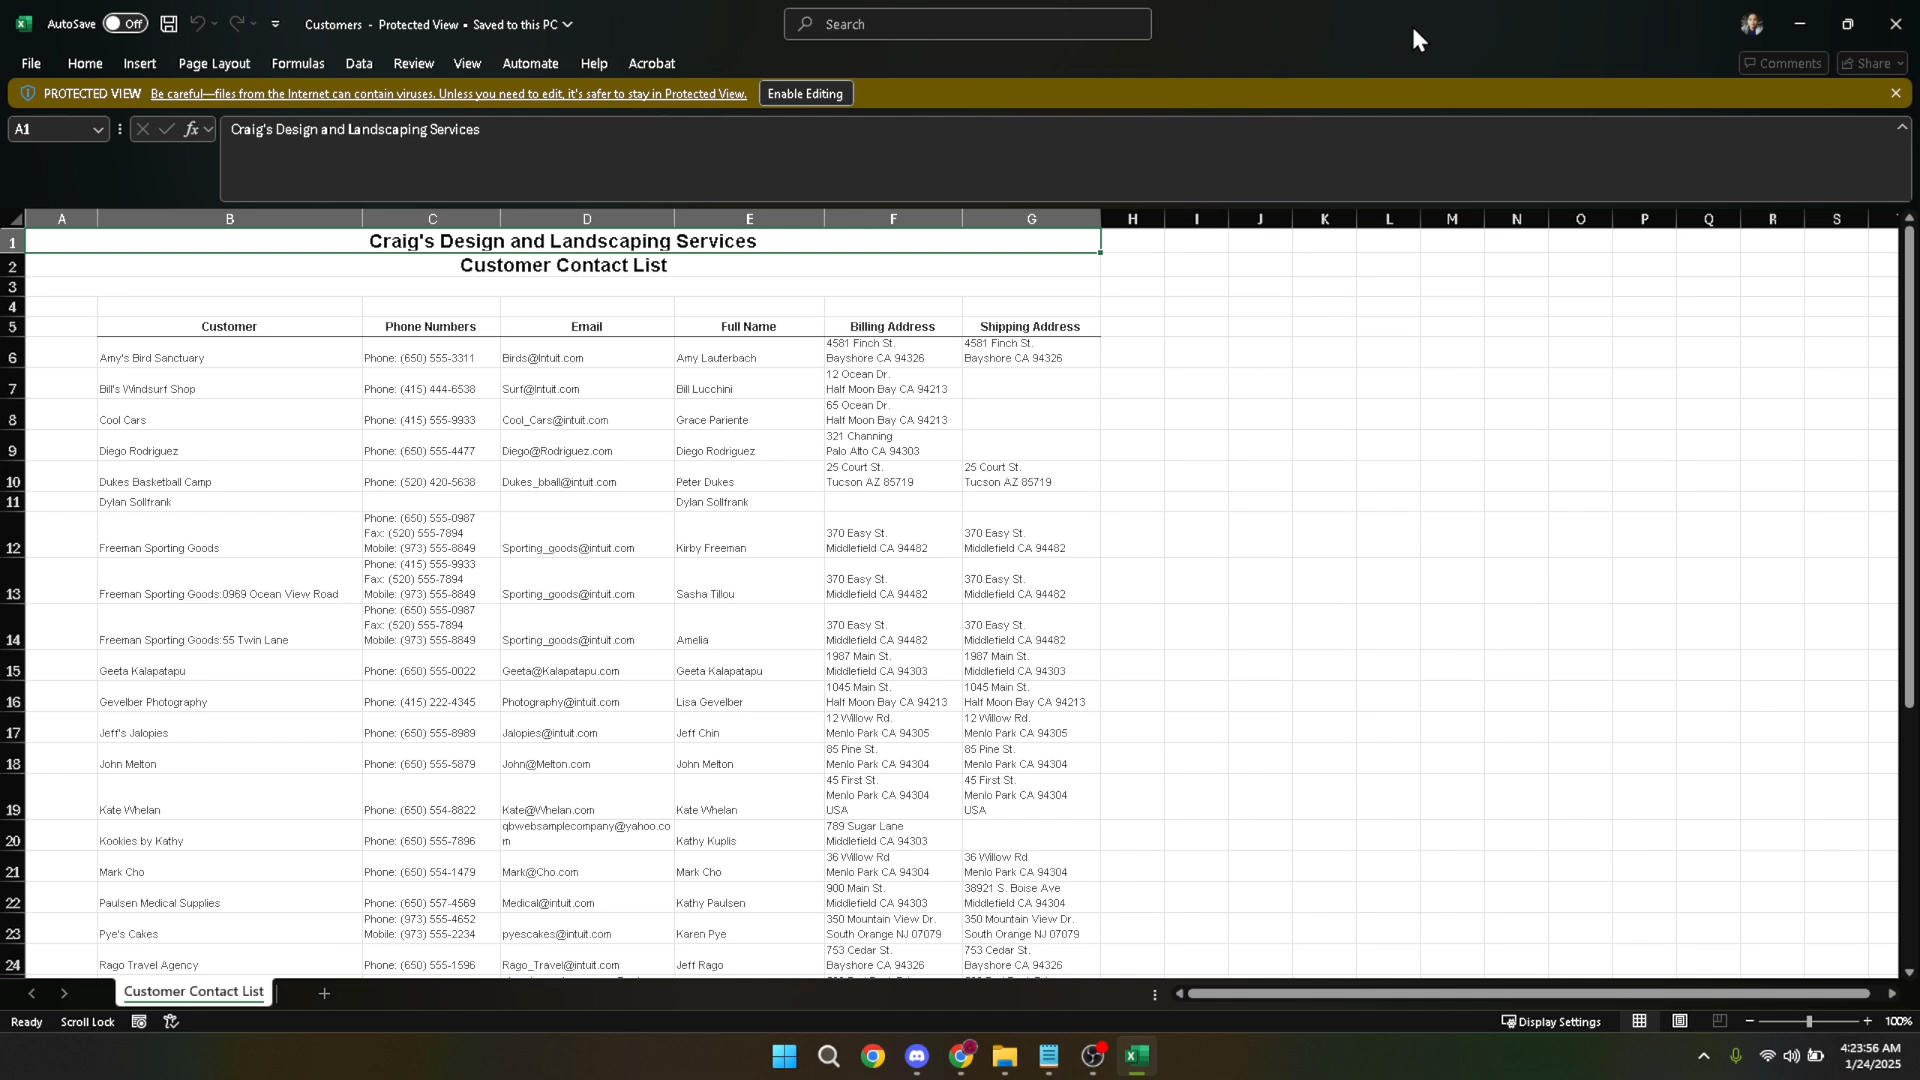 AutoSave Off Customers - Protected View • Saved to this PC Search
File Home Insert Page Layout Formulas Data Review View Automate Help Acrobat Comments Share
PROTECTED VIEW Be careful—files from the Internet can contain viruses. Unless you need to edit, it's safer to stay in Protected View. Enable Editing
A1 fx Craig's Design and Landscaping Services
A B C D E F G H I J K L M N O P Q R S
1 Craig's Design and Landscaping Services
2 Customer Contact List
3
4
5 Customer Phone Numbers Email Full Name Billing Address Shipping Address
4581 Finch St. 4581 Finch St.
6 Amy's Bird Sanctuary Phone: (650) 555-3311 Birds@Intuit.com Amy Lauterbach Bayshore CA 94326 Bayshore CA 94326
12 Ocean Dr.
7 Bill's Windsurf Shop Phone: (415) 444-6538 Surf@Intuit.com Bill Lucchini Half Moon Bay CA 94213
65 Ocean Dr.
8 Cool Cars Phone: (415) 555-9933 Cool_Cars@intuit.com Grace Pariente Half Moon Bay CA 94213
321 Channing
9 Diego Rodriguez Phone: (650) 555-4477 Diego@Rodriguez.com Diego Rodriguez Palo Alto CA 94303
25 Court St. 25 Court St.
10 Dukes Basketball Camp Phone: (520) 420-5638 Dukes_bball@intuit.com Peter Dukes Tucson AZ 85719 Tucson AZ 85719
11 Dylan Sollfrank Dylan Sollfrank
Phone: (650) 555-0987
Fax: (520) 555-7894 370 Easy St. 370 Easy St.
12 Freeman Sporting Goods Mobile: (973) 555-8849 Sporting_goods@intuit.com Kirby Freeman Middlefield CA 94482 Middlefield CA 94482
Phone: (415) 555-9933
Fax: (520) 555-7894 370 Easy St. 370 Easy St.
13 Freeman Sporting Goods:0969 Ocean View Road Mobile: (973) 555-8849 Sporting_goods@intuit.com Sasha Tillou Middlefield CA 94482 Middlefield CA 94482
Phone: (650) 555-0987
Fax: (520) 555-7894 370 Easy St. 370 Easy St.
14 Freeman Sporting Goods:55 Twin Lane Mobile: (973) 555-8849 Sporting_goods@intuit.com Amelia Middlefield CA 94482 Middlefield CA 94482
1987 Main St. 1987 Main St.
15 Geeta Kalapatapu Phone: (650) 555-0022 Geeta@Kalapatapu.com Geeta Kalapatapu Middlefield CA 94303 Middlefield CA 94303
1045 Main St. 1045 Main St.
16 Gevelber Photography Phone: (415) 222-4345 Photography@intuit.com Lisa Gevelber Half Moon Bay CA 94213 Half Moon Bay CA 94213
12 Willow Rd. 12 Willow Rd.
17 Jeff's Jalopies Phone: (650) 555-8989 Jalopies@intuit.com Jeff Chin Menlo Park CA 94305 Menlo Park CA 94305
85 Pine St. 85 Pine St.
18 John Melton Phone: (650) 555-5879 John@Melton.com John Melton Menlo Park CA 94304 Menlo Park CA 94304
45 First St. 45 First St.
Menlo Park CA 94304 Menlo Park CA 94304
19 Kate Whelan Phone: (650) 554-8822 Kate@Whelan.com Kate Whelan USA USA
qbwebsamplecompany@yahoo.co 789 Sugar Lane
20 Kookies by Kathy Phone: (650) 555-7896 m Kathy Kuplis Middlefield CA 94303
36 Willow Rd 36 Willow Rd
21 Mark Cho Phone: (650) 554-1479 Mark@Cho.com Mark Cho Menlo Park CA 94304 Menlo Park CA 94304
900 Main St. 38921 S. Boise Ave
22 Paulsen Medical Supplies Phone: (650) 557-4569 Medical@intuit.com Kathy Paulsen Middlefield CA 94303 Middlefield CA 94304
Phone: (973) 555-4652 350 Mountain View Dr. 350 Mountain View Dr.
23 Pye's Cakes Mobile: (973) 555-2234 pyescakes@intuit.com Karen Pye South Orange NJ 07079 South Orange NJ 07079
753 Cedar St. 753 Cedar St.
24 Rago Travel Agency Phone: (650) 555-1596 Rago_Travel@intuit.com Jeff Rago Bayshore CA 94326 Bayshore CA 94326
Customer Contact List
Ready Scroll Lock Display Settings 100%
4:23:56 AM
1/24/2025